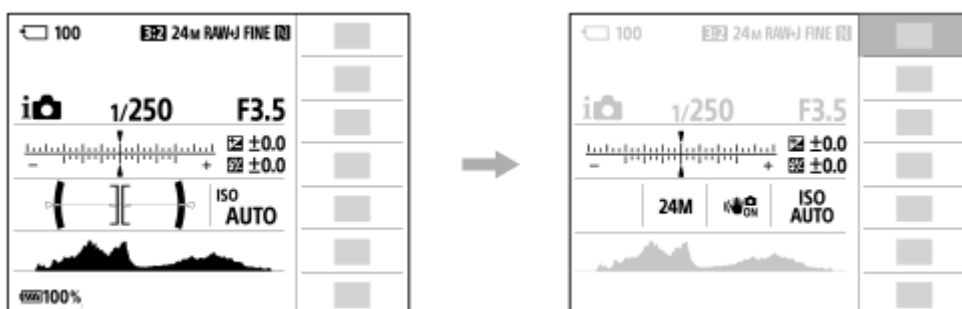 100 3:2 24M RAW+J FINE N
i 1/250 F3.5
±0.0
- + ±0.0
ISO
AUTO
100%
100 3:2 24M RAW+J FINE N
i 1/250 F3.5
±0.0
- + ±0.0
24M ON ISO
AUTO